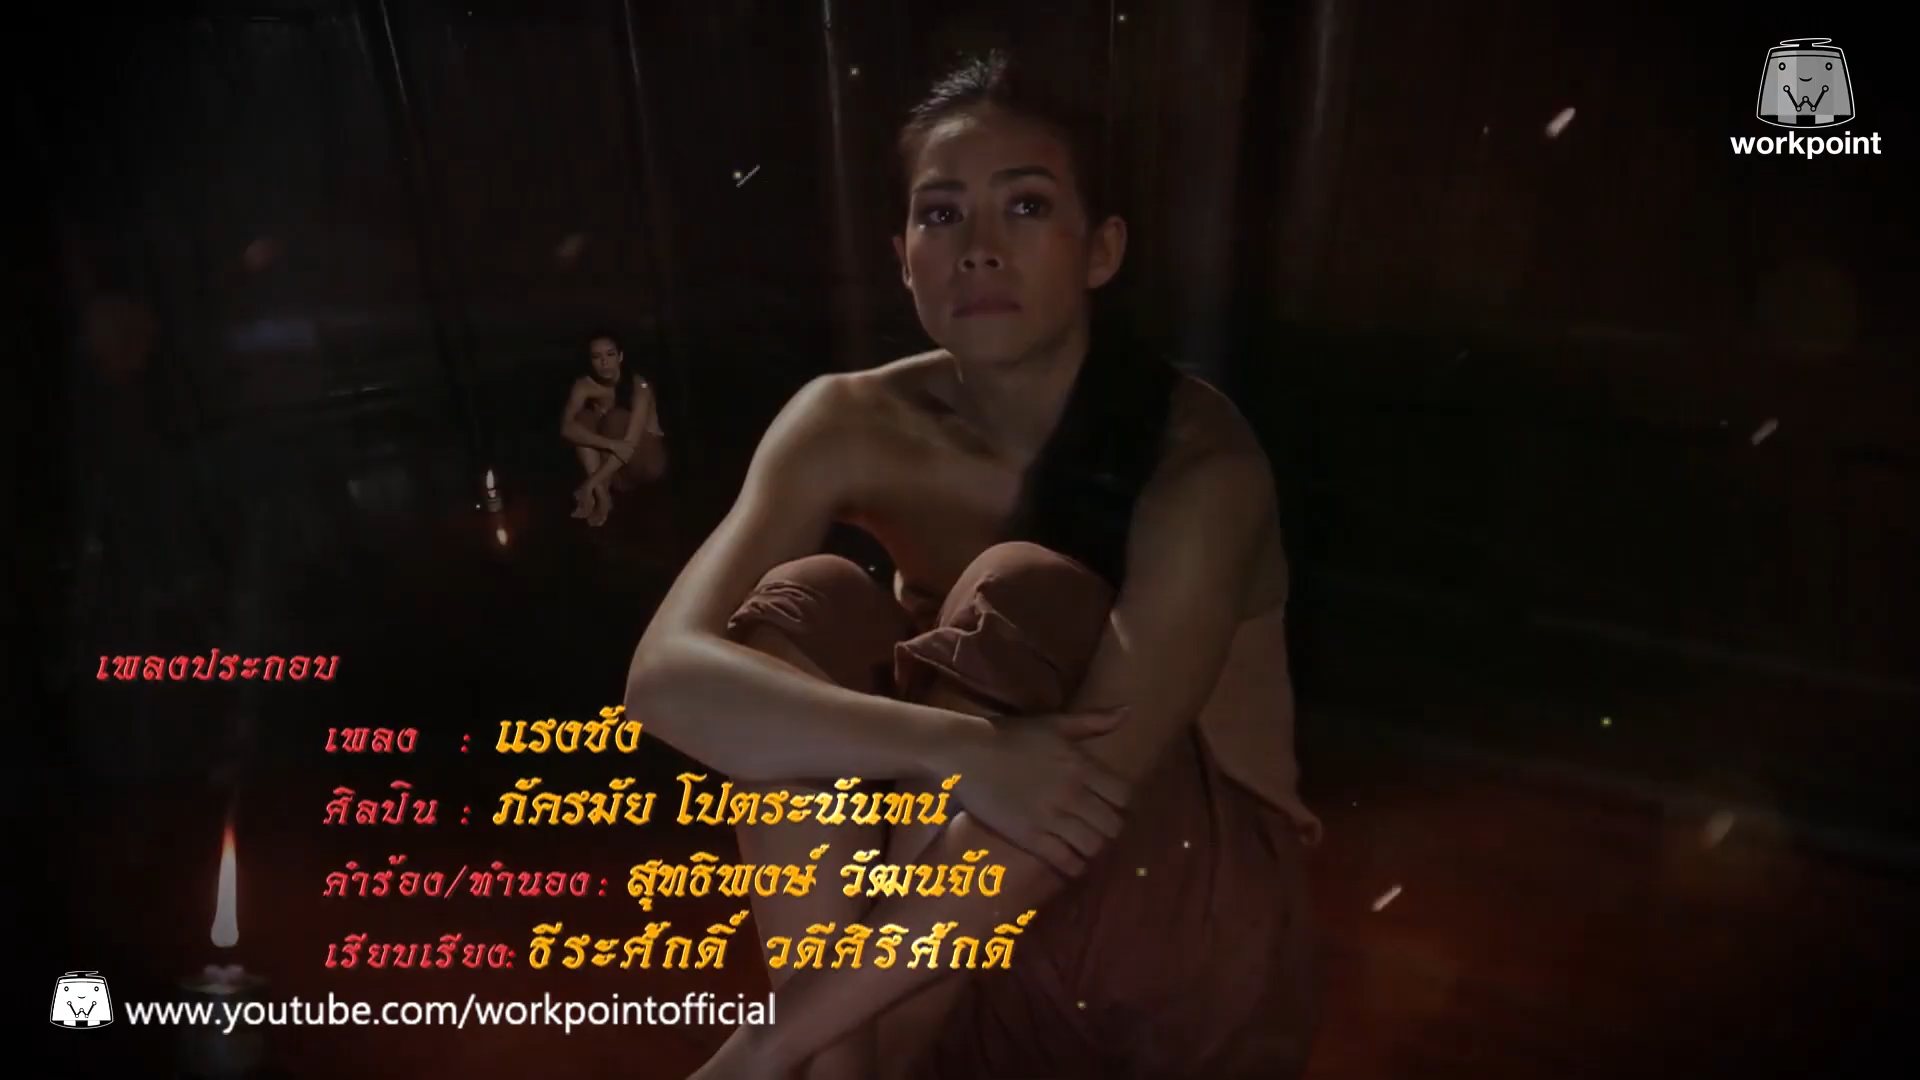 workpoint
เพลงประกอบ
เพลง : แรงชัง
ศิลปิน : ภัครมัย โปตระนันทน์
คำร้อง/ทำนอง : สุทธิพงษ์ วัฒนจัง
เรียบเรียง: ธีระศักดิ์ วดีศิริศักดิ์
www.youtube.com/workpointofficial